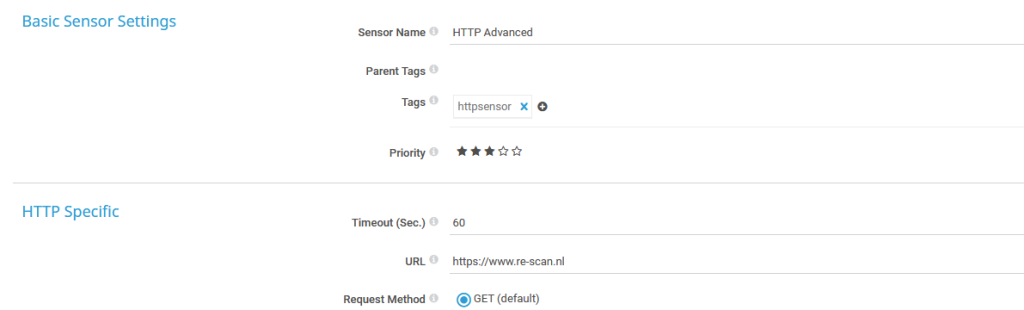 Basic Sensor Settings
Sensor Name HTTP Advanced
Parent Tags
Tags httpsensor
Priority
HTTP Specific
Timeout (Sec.) 60
URL https://www.re-scan.nl
Request Method GET (default)